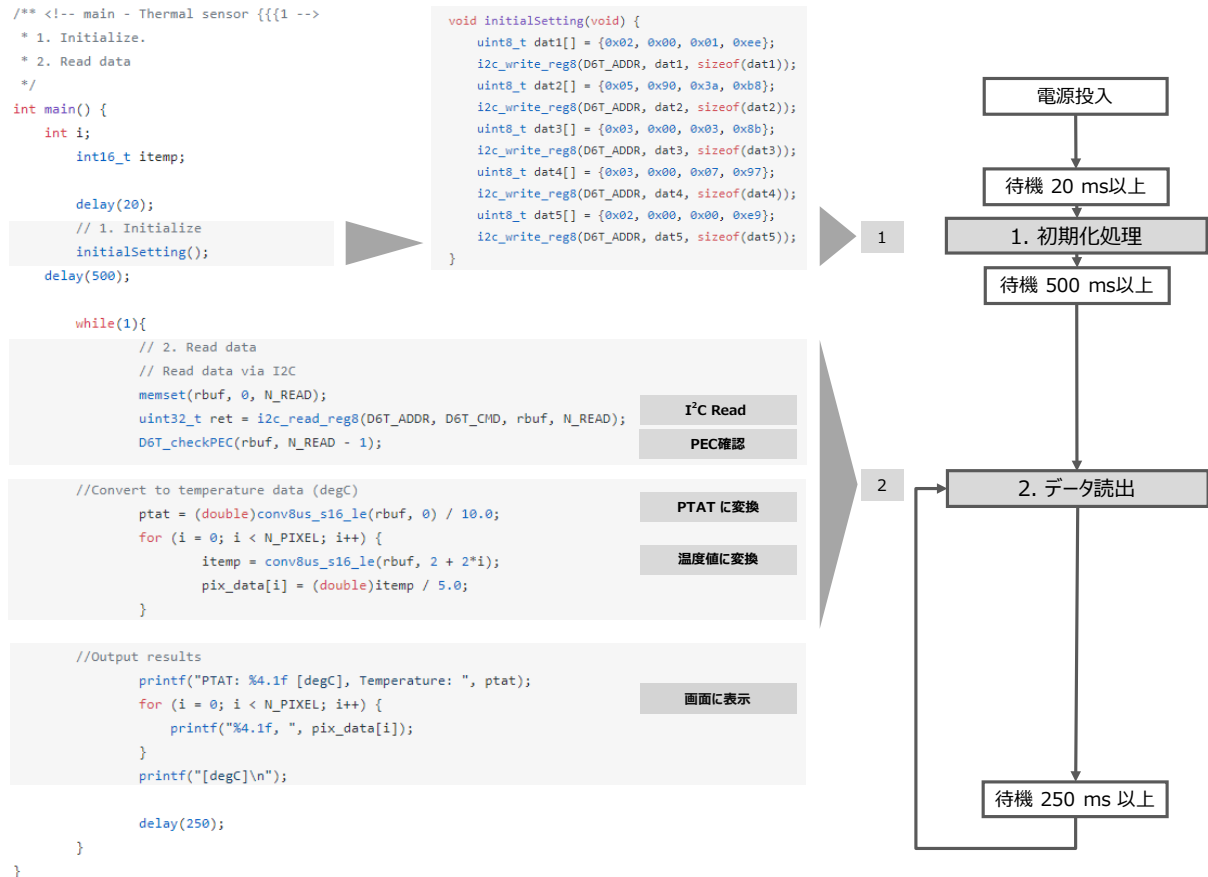 /** <!-- main - Thermal sensor {{{1 -->
 * 1. Initialize.
 * 2. Read data
 */
int main() {
    int i;
        int16_t itemp;

        delay(20);
        // 1. Initialize
        initialSetting();
    delay(500);

        while(1){
                // 2. Read data
                // Read data via I2C
                memset(rbuf, 0, N_READ);
                uint32_t ret = i2c_read_reg8(D6T_ADDR, D6T_CMD, rbuf, N_READ);
                D6T_checkPEC(rbuf, N_READ - 1);

        //Convert to temperature data (degC)
                ptat = (double)conv8us_s16_le(rbuf, 0) / 10.0;
                for (i = 0; i < N_PIXEL; i++) {
                        itemp = conv8us_s16_le(rbuf, 2 + 2*i);
                        pix_data[i] = (double)itemp / 5.0;
                }

        //Output results
                printf("PTAT: %4.1f [degC], Temperature: ", ptat);
                for (i = 0; i < N_PIXEL; i++) {
                    printf("%4.1f, ", pix_data[i]);
                }
                printf("[degC]\n");

                delay(250);
        }
}
void initialSetting(void) {
    uint8_t dat1[] = {0x02, 0x00, 0x01, 0xee};
    i2c_write_reg8(D6T_ADDR, dat1, sizeof(dat1));
    uint8_t dat2[] = {0x05, 0x90, 0x3a, 0xb8};
    i2c_write_reg8(D6T_ADDR, dat2, sizeof(dat2));
    uint8_t dat3[] = {0x03, 0x00, 0x03, 0x8b};
    i2c_write_reg8(D6T_ADDR, dat3, sizeof(dat3));
    uint8_t dat4[] = {0x03, 0x00, 0x07, 0x97};
    i2c_write_reg8(D6T_ADDR, dat4, sizeof(dat4));
    uint8_t dat5[] = {0x02, 0x00, 0x00, 0xe9};
    i2c_write_reg8(D6T_ADDR, dat5, sizeof(dat5));
}
I²C Read
PEC確認
PTAT に変換
温度値に変換
画面に表示
1
2
電源投入
待機 20 ms以上
1. 初期化処理
待機 500 ms以上
2. データ読出
待機 250 ms 以上